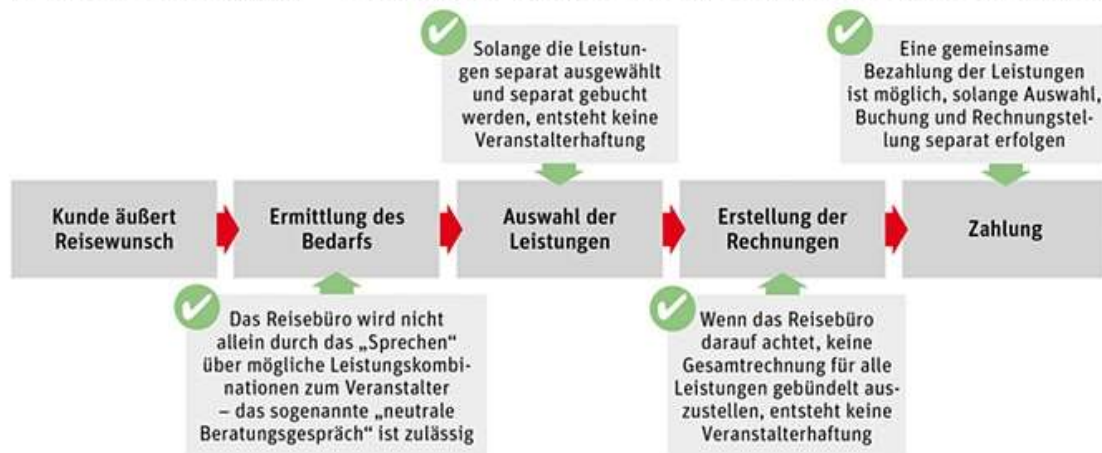 Solange die Leistun-
gen separat ausgewählt
und separat gebucht
werden, entsteht keine
Veranstalterhaftung
Eine gemeinsame
Bezahlung der Leistungen
ist möglich, solange Auswahl,
Buchung und Rechnungstel-
lung separat erfolgen
Kunde äußert
Reisewunsch
Ermittlung des
Bedarfs
Auswahl der
Leistungen
Erstellung der
Rechnungen
Zahlung
Das Reisebüro wird nicht
allein durch das „Sprechen“
über mögliche Leistungskombi-
nationen zum Veranstalter
– das sogenannte „neutrale
Beratungsgespräch“ ist zulässig
Wenn das Reisebüro
darauf achtet, keine
Gesamtrechnung für alle
Leistungen gebündelt aus-
zustellen, entsteht keine
Veranstalterhaftung